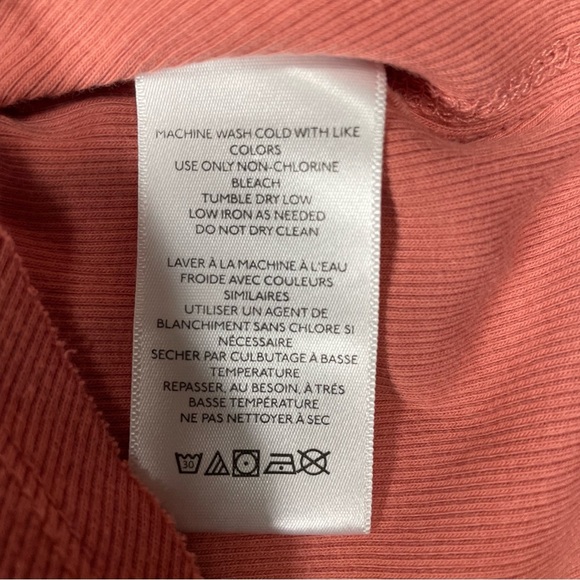 MACHINE WASH COLD WITH LIKE
COLORS
USE ONLY NON-CHLORINE
BLEACH
TUMBLE DRY LOW
LOW IRON AS NEEDED
DO NOT DRY CLEAN
LAVER À LA MACHINE À L'EAU
FROIDE AVEC COULEURS
SIMILAIRES
UTILISER UN AGENT DE
BLANCHIMENT SANS CHLORE SI
NÉCESSAIRE
SECHER PAR CULBUTAGE À BASSE
TEMPERATURE
REPASSER, AU BESOIN, À TRÉS
BASSE TEMPÉRATURE
NE PAS NETTOYER À SEC
30